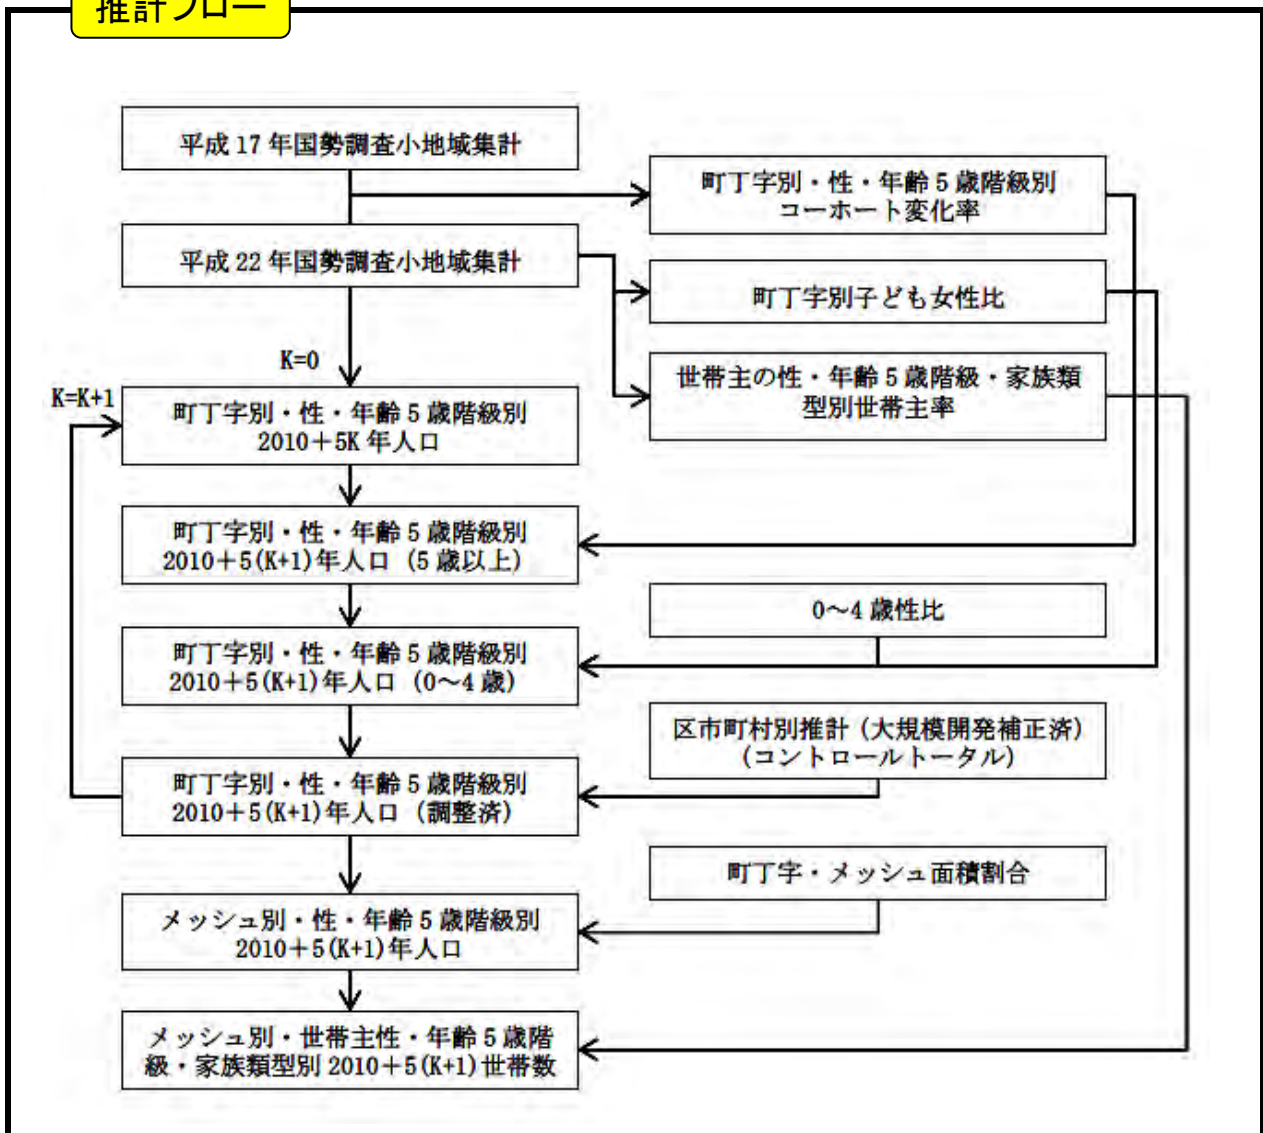 推計フロー
平成 17 年国勢調査小地域集計
町丁字別・性・年齢 5 歳階級別
コーホート変化率
平成 22 年国勢調査小地域集計
町丁字別子ども女性比
K=0
世帯主の性・年齢 5 歳階級・家族類
型別世帯主率
K=K+1
町丁字別・性・年齢 5 歳階級別
2010＋5K 年人口
町丁字別・性・年齢 5 歳階級別
2010＋5(K+1)年人口（5 歳以上）
0～4 歳性比
町丁字別・性・年齢 5 歳階級別
2010＋5(K+1)年人口（0～4 歳）
区市町村別推計（大規模開発補正済）
（コントロールトータル）
町丁字別・性・年齢 5 歳階級別
2010＋5(K+1)年人口（調整済）
町丁字・メッシュ面積割合
メッシュ別・性・年齢 5 歳階級別
2010＋5(K+1)年人口
メッシュ別・世帯主性・年齢 5 歳階
級・家族類型別 2010＋5(K+1)世帯数